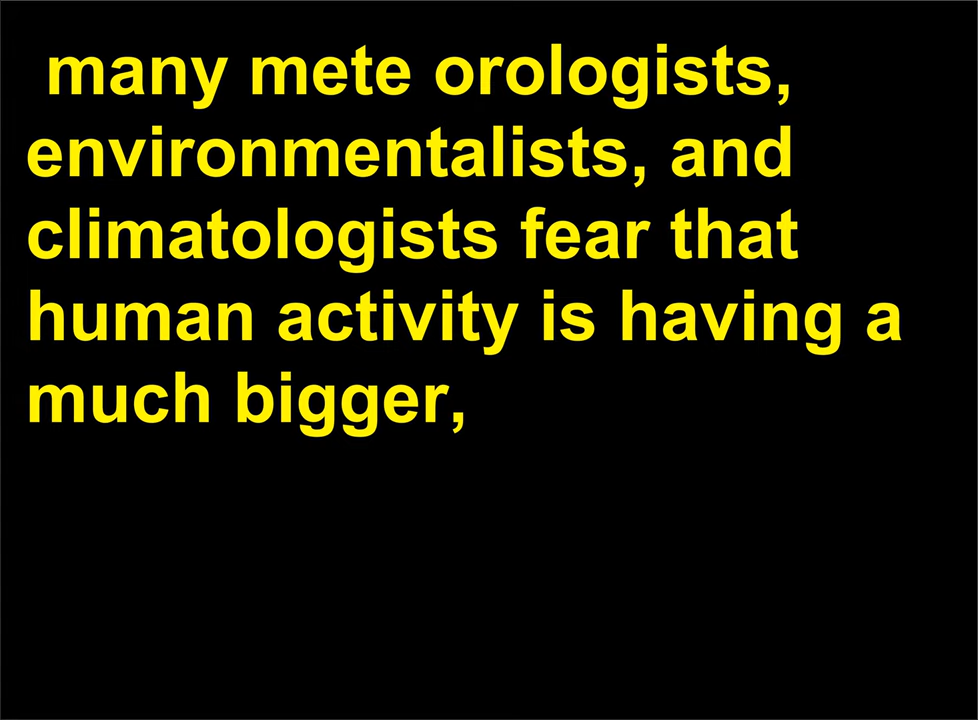 many mete orologists,
environmentalists, and
climatologists fear that
human activity is having a
much bigger,